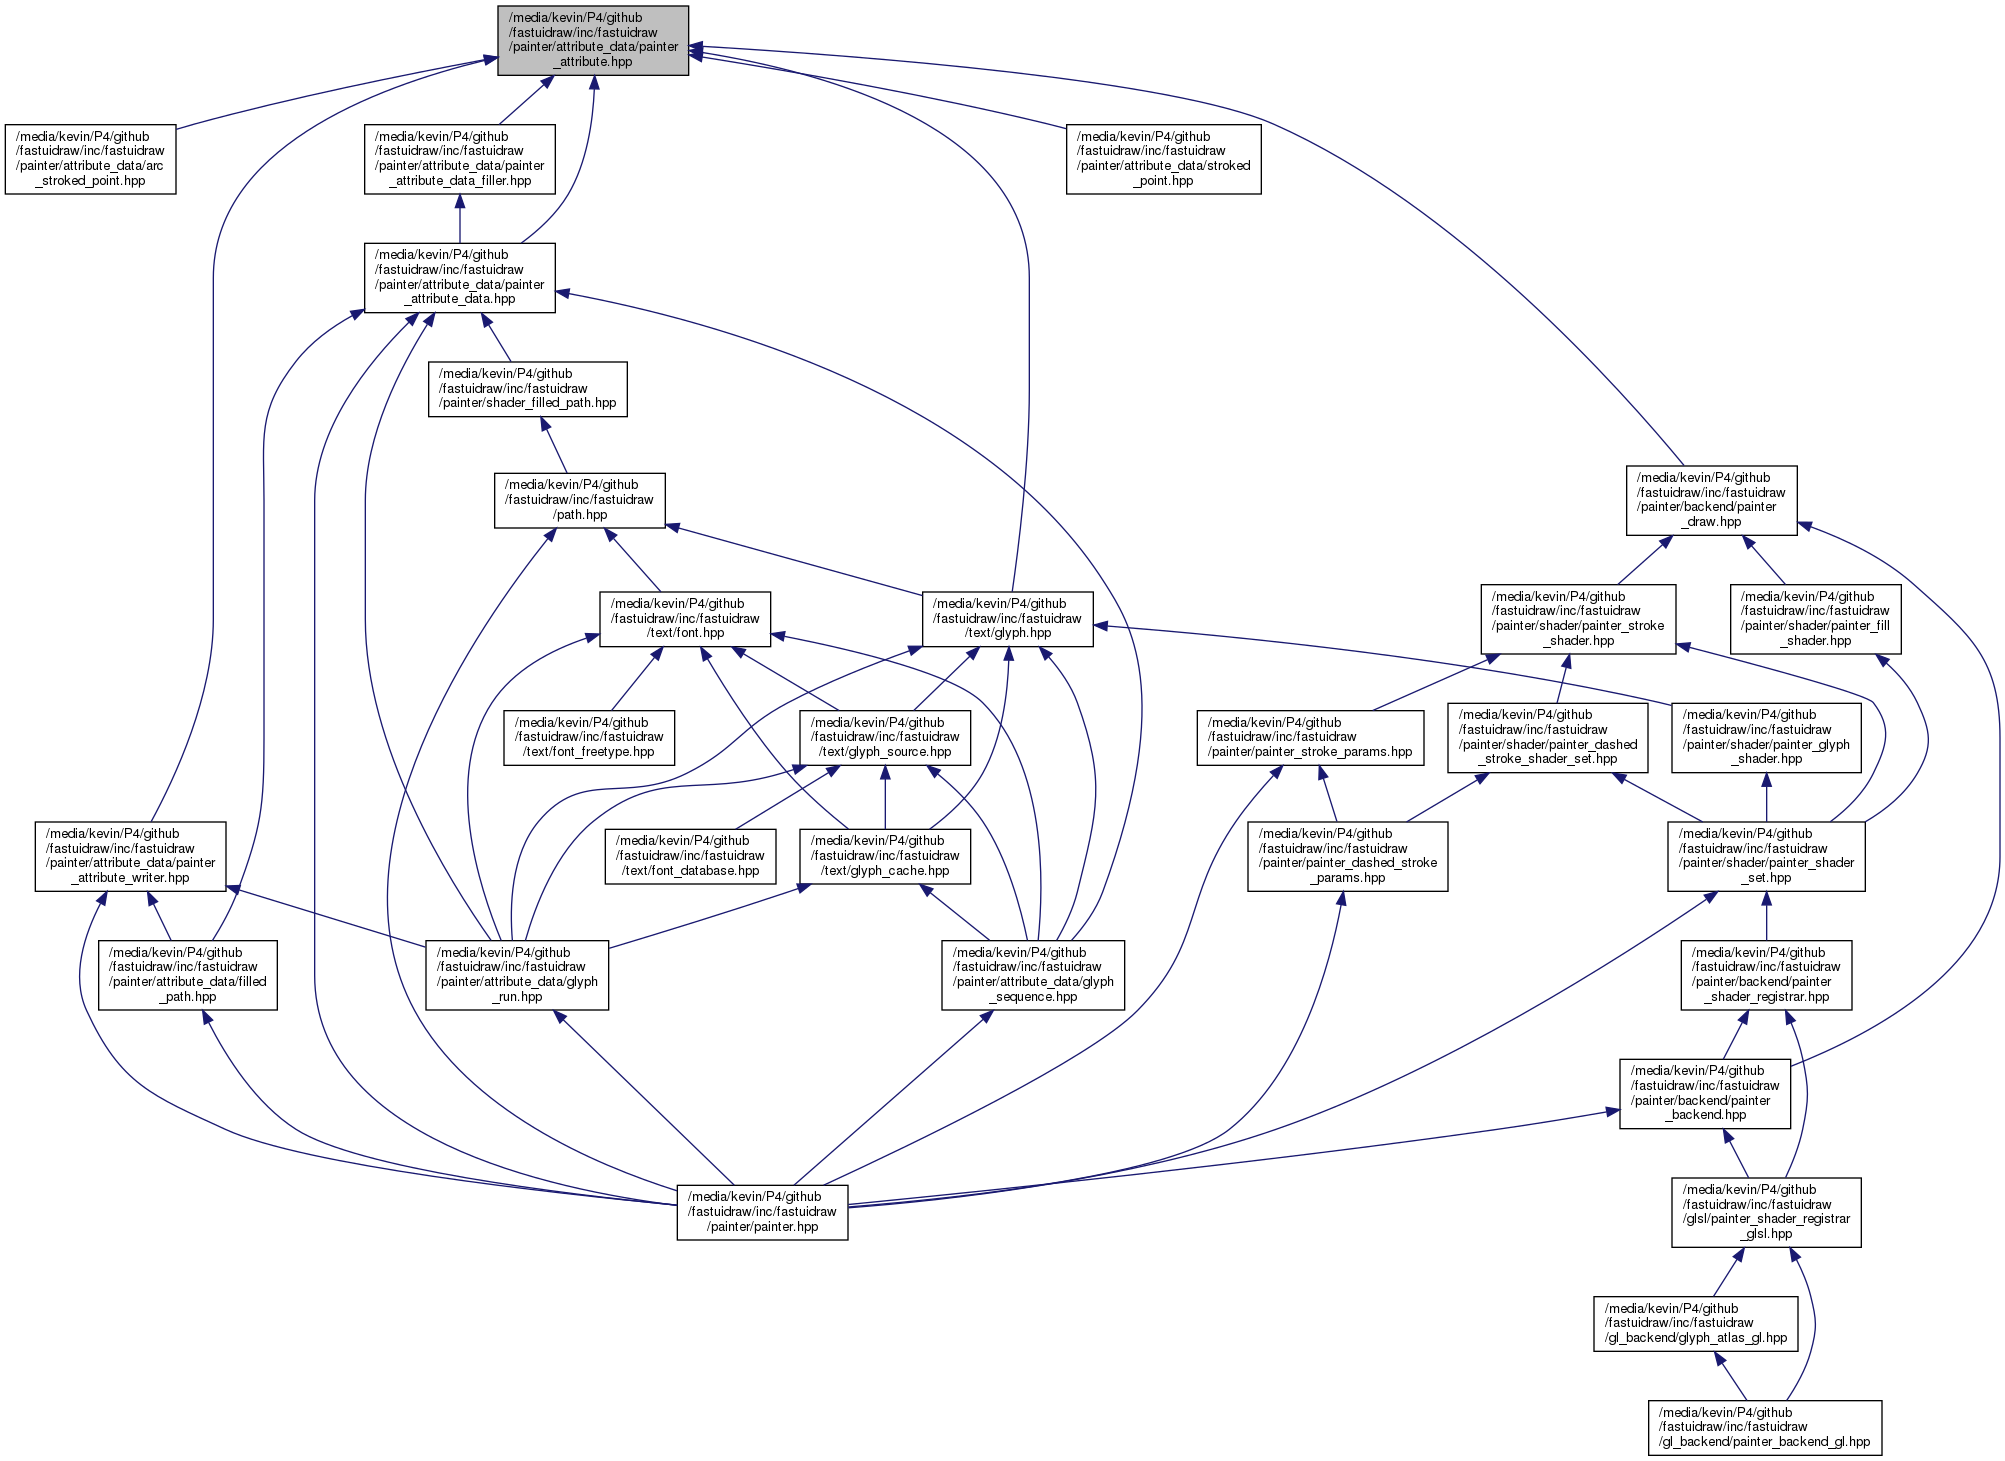 /media/kevin/P4/github
/fastuidraw/inc/fastuidraw
/painter/attribute_data/painter
_attribute.hpp
/media/kevin/P4/github
/fastuidraw/inc/fastuidraw
/painter/attribute_data/arc
_stroked_point.hpp
/media/kevin/P4/github
/fastuidraw/inc/fastuidraw
/painter/attribute_data/painter
_attribute_data_filler.hpp
/media/kevin/P4/github
/fastuidraw/inc/fastuidraw
/painter/attribute_data/stroked
_point.hpp
/media/kevin/P4/github
/fastuidraw/inc/fastuidraw
/painter/attribute_data/painter
_attribute_data.hpp
/media/kevin/P4/github
/fastuidraw/inc/fastuidraw
/painter/shader_filled_path.hpp
/media/kevin/P4/github
/fastuidraw/inc/fastuidraw
/path.hpp
/media/kevin/P4/github
/fastuidraw/inc/fastuidraw
/painter/backend/painter
_draw.hpp
/media/kevin/P4/github
/fastuidraw/inc/fastuidraw
/text/font.hpp
/media/kevin/P4/github
/fastuidraw/inc/fastuidraw
/text/glyph.hpp
/media/kevin/P4/github
/fastuidraw/inc/fastuidraw
/painter/shader/painter_stroke
_shader.hpp
/media/kevin/P4/github
/fastuidraw/inc/fastuidraw
/painter/shader/painter_fill
_shader.hpp
/media/kevin/P4/github
/fastuidraw/inc/fastuidraw
/text/font_freetype.hpp
/media/kevin/P4/github
/fastuidraw/inc/fastuidraw
/text/glyph_source.hpp
/media/kevin/P4/github
/fastuidraw/inc/fastuidraw
/painter/painter_stroke_params.hpp
/media/kevin/P4/github
/fastuidraw/inc/fastuidraw
/painter/shader/painter_dashed
_stroke_shader_set.hpp
/media/kevin/P4/github
/fastuidraw/inc/fastuidraw
/painter/shader/painter_glyph
_shader.hpp
/media/kevin/P4/github
/fastuidraw/inc/fastuidraw
/painter/attribute_data/painter
_attribute_writer.hpp
/media/kevin/P4/github
/fastuidraw/inc/fastuidraw
/text/font_database.hpp
/media/kevin/P4/github
/fastuidraw/inc/fastuidraw
/text/glyph_cache.hpp
/media/kevin/P4/github
/fastuidraw/inc/fastuidraw
/painter/painter_dashed_stroke
_params.hpp
/media/kevin/P4/github
/fastuidraw/inc/fastuidraw
/painter/shader/painter_shader
_set.hpp
/media/kevin/P4/github
/fastuidraw/inc/fastuidraw
/painter/attribute_data/filled
_path.hpp
/media/kevin/P4/github
/fastuidraw/inc/fastuidraw
/painter/attribute_data/glyph
_run.hpp
/media/kevin/P4/github
/fastuidraw/inc/fastuidraw
/painter/attribute_data/glyph
_sequence.hpp
/media/kevin/P4/github
/fastuidraw/inc/fastuidraw
/painter/backend/painter
_shader_registrar.hpp
/media/kevin/P4/github
/fastuidraw/inc/fastuidraw
/painter/backend/painter
_backend.hpp
/media/kevin/P4/github
/fastuidraw/inc/fastuidraw
/painter/painter.hpp
/media/kevin/P4/github
/fastuidraw/inc/fastuidraw
/glsl/painter_shader_registrar
_glsl.hpp
/media/kevin/P4/github
/fastuidraw/inc/fastuidraw
/gl_backend/glyph_atlas_gl.hpp
/media/kevin/P4/github
/fastuidraw/inc/fastuidraw
/gl_backend/painter_backend_gl.hpp